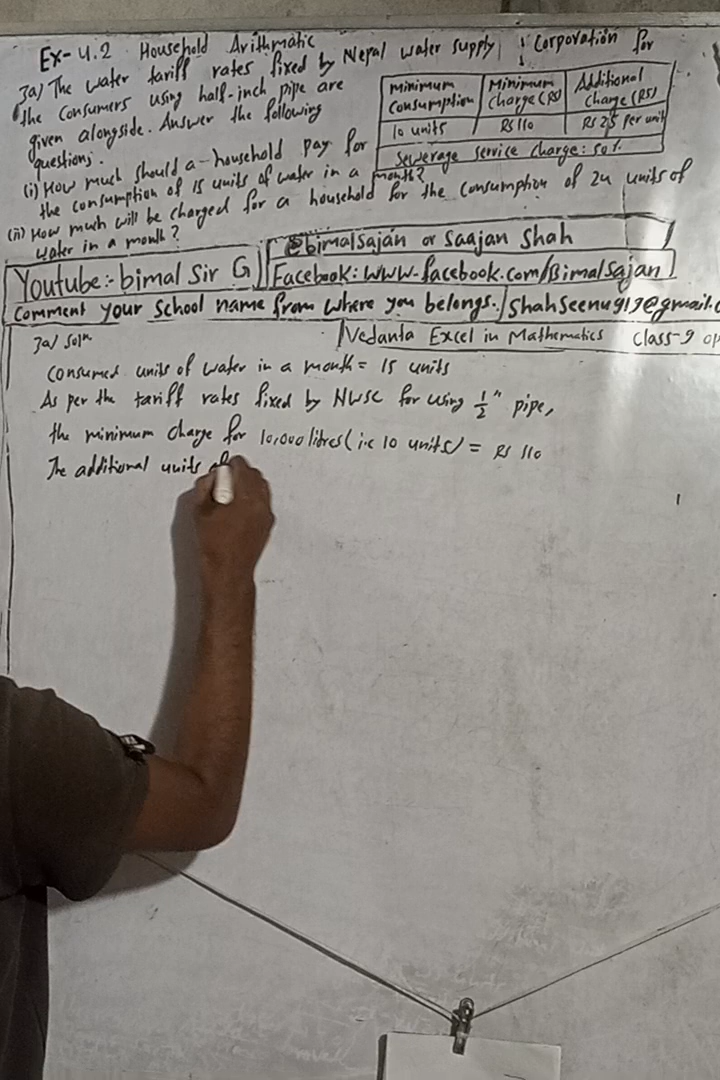 Ex- 4.2 Household Arithmatic
3a) The water tariff rates fixed by Nepal water supply Corporation for
the consumers using half-inch pipe are
given alongside. Answer the following
questions.
minimum consumption | Minimum charge (Rs) | Additional charge (Rs)
10 units | Rs 110 | Rs 25 per unit
Sewerage service charge: 50%
(i) How much should a household pay for
the consumption of 15 units of water in a month?
(ii) How much will be charged for a household for the consumption of 24 units of
water in a month?
@bimalsajan or Saajan Shah
Youtube:- bimal Sir G
Facebook: www.facebook.com/Bimalsajan
Comment your School name from where you belongs.
Vedanta Excel in Mathematics Class-9
3a) Solⁿ
Consumed units of water in a month = 15 units
As per the tariff rates fixed by NWSC for using 1/2" pipe,
the minimum charge for 10,000 litres (i.e 10 units) = Rs 110
The additional units